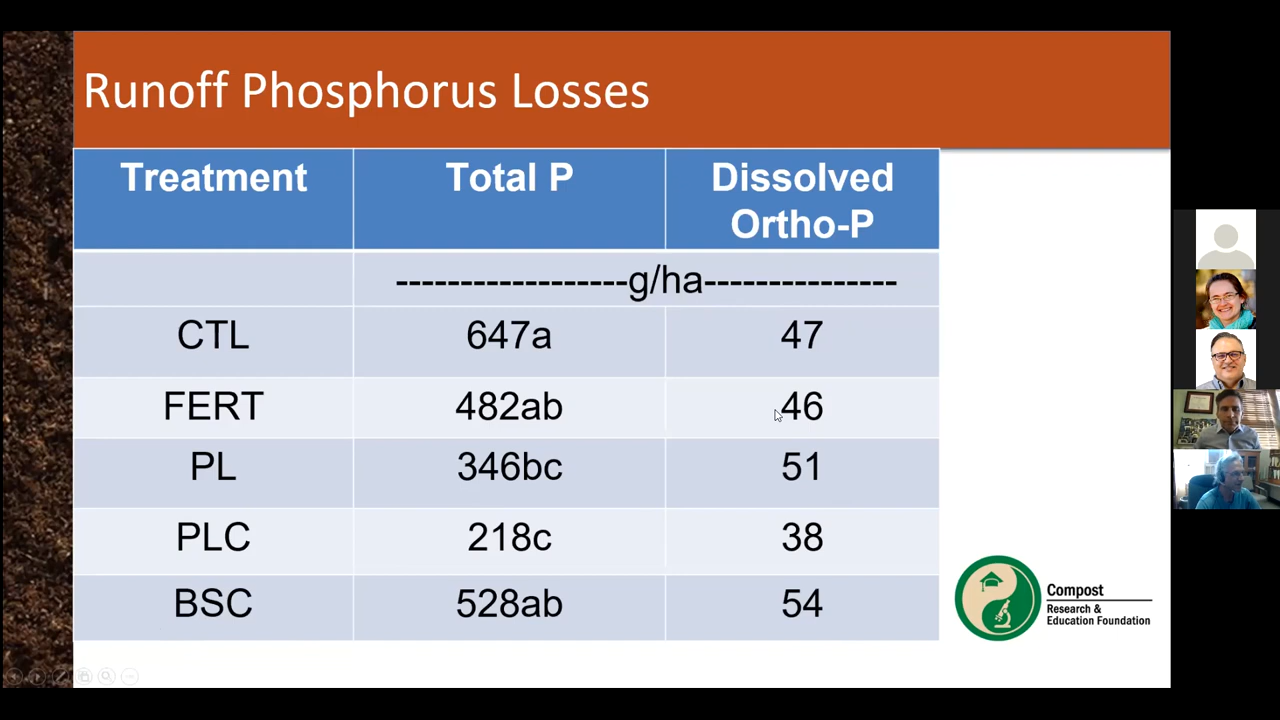 Runoff Phosphorus Losses
Treatment Total P Dissolved
Ortho-P
------------------g/ha---------------
CTL 647a 47
FERT 482ab 46
PL 346bc 51
PLC 218c 38
BSC 528ab 54
Compost
Research &
Education Foundation